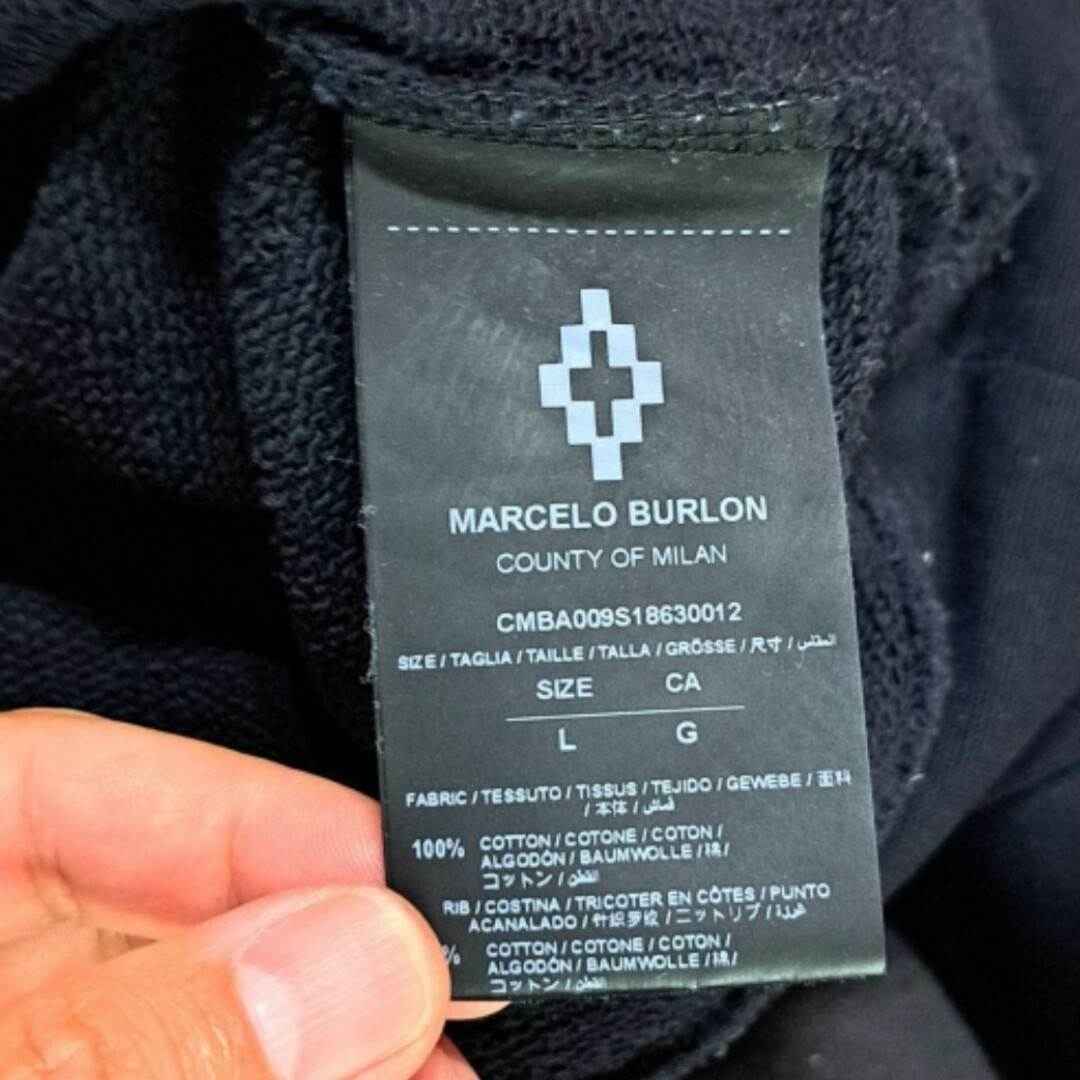 MARCELO BURLON
COUNTY OF MILAN
CMBA009S18630012
SIZE / TAGLIA / TAILLE / TALLA / GRÖSSE / 尺寸 / المقاس
SIZE CA
L G
FABRIC / TESSUTO / TISSUS / TEJIDO / GEWEBE / 面料
/ 本体 / قماش
100% COTTON / COTONE / COTON /
ALGODÓN / BAUMWOLLE / 棉 /
コットン / القطن
RIB / COSTINA / TRICOTER EN CÔTES / PUNTO
ACANALADO / 针织罗纹 / ニットリブ / غرزة
% COTTON / COTONE / COTON /
ALGODÓN / BAUMWOLLE / 棉 /
コットン / القطن